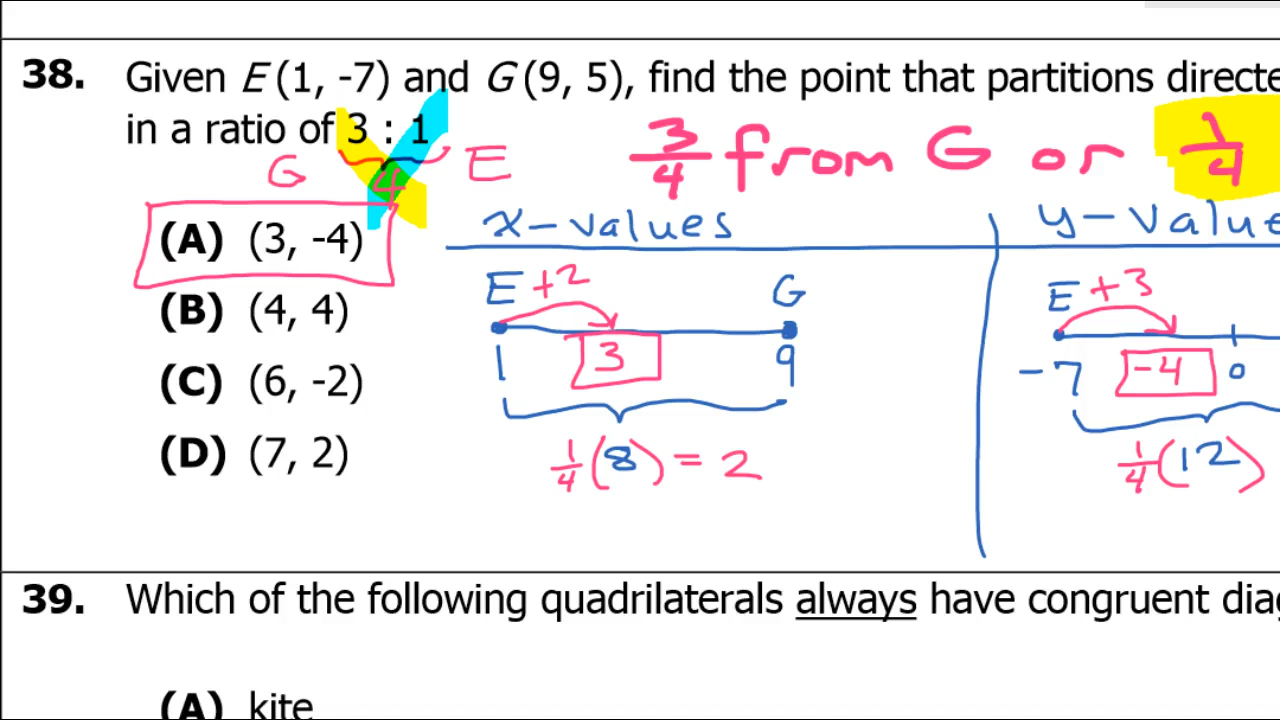 38. Given E (1, -7) and G (9, 5), find the point that partitions directe
in a ratio of 3 : 1
G 4 E
3/4 from G or 1/4
(A) (3, -4)
(B) (4, 4)
(C) (6, -2)
(D) (7, 2)
x-values
E +2 G
1 3 9
1/4 (8) = 2
y-value
E +3
-7 -4 0
1/4 (12)
39. Which of the following quadrilaterals always have congruent diag
(A) kite